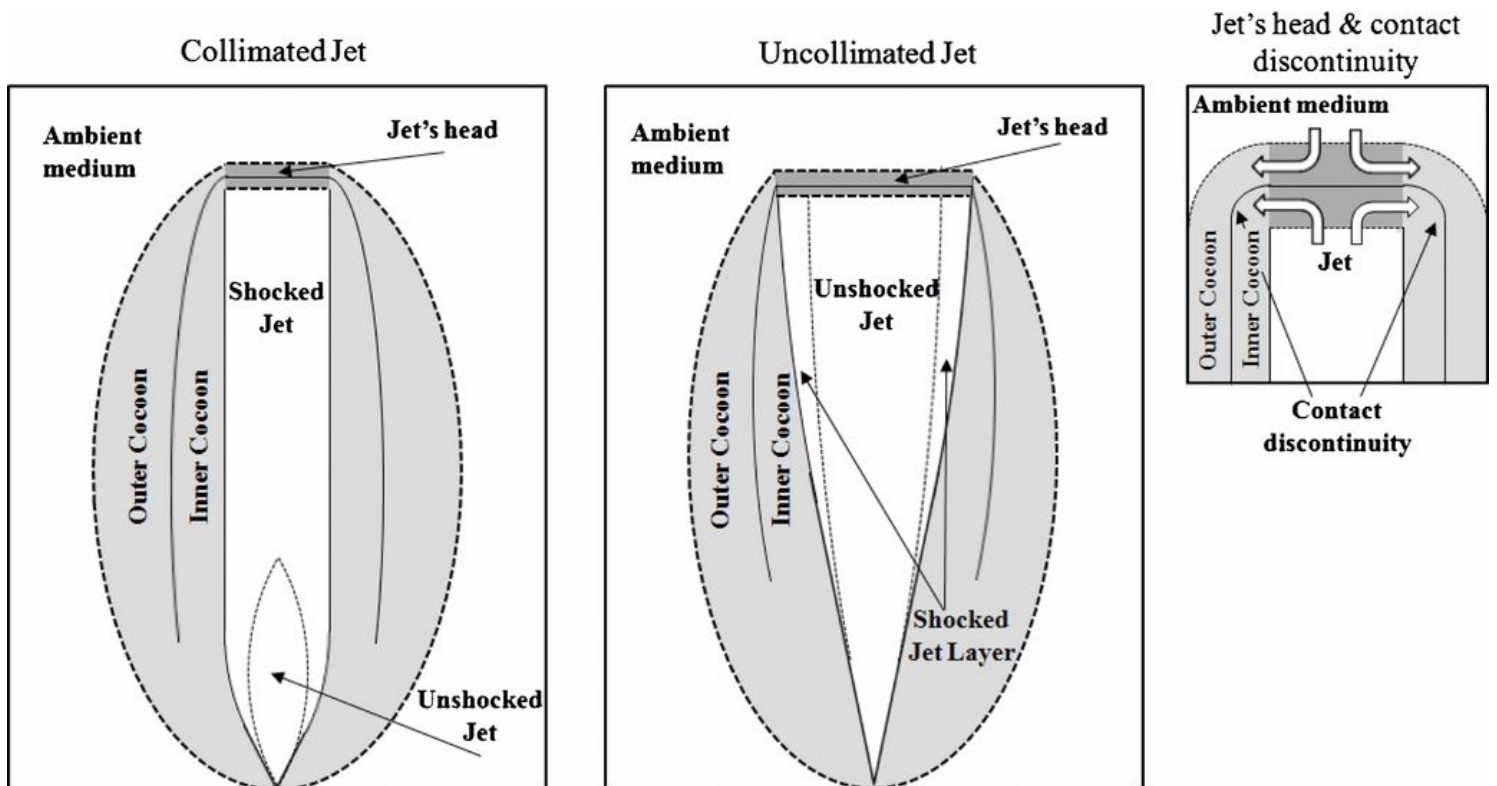 Collimated Jet
Ambient
medium
Jet's head
Shocked
Jet
Outer Cocoon
Inner Cocoon
Unshocked
Jet
Uncollimated Jet
Ambient
medium
Jet's head
Unshocked
Jet
Outer Cocoon
Inner Cocoon
Shocked
Jet Layer
Jet's head & contact
discontinuity
Ambient medium
Jet
Outer Cocoon
Inner Cocoon
Contact
discontinuity